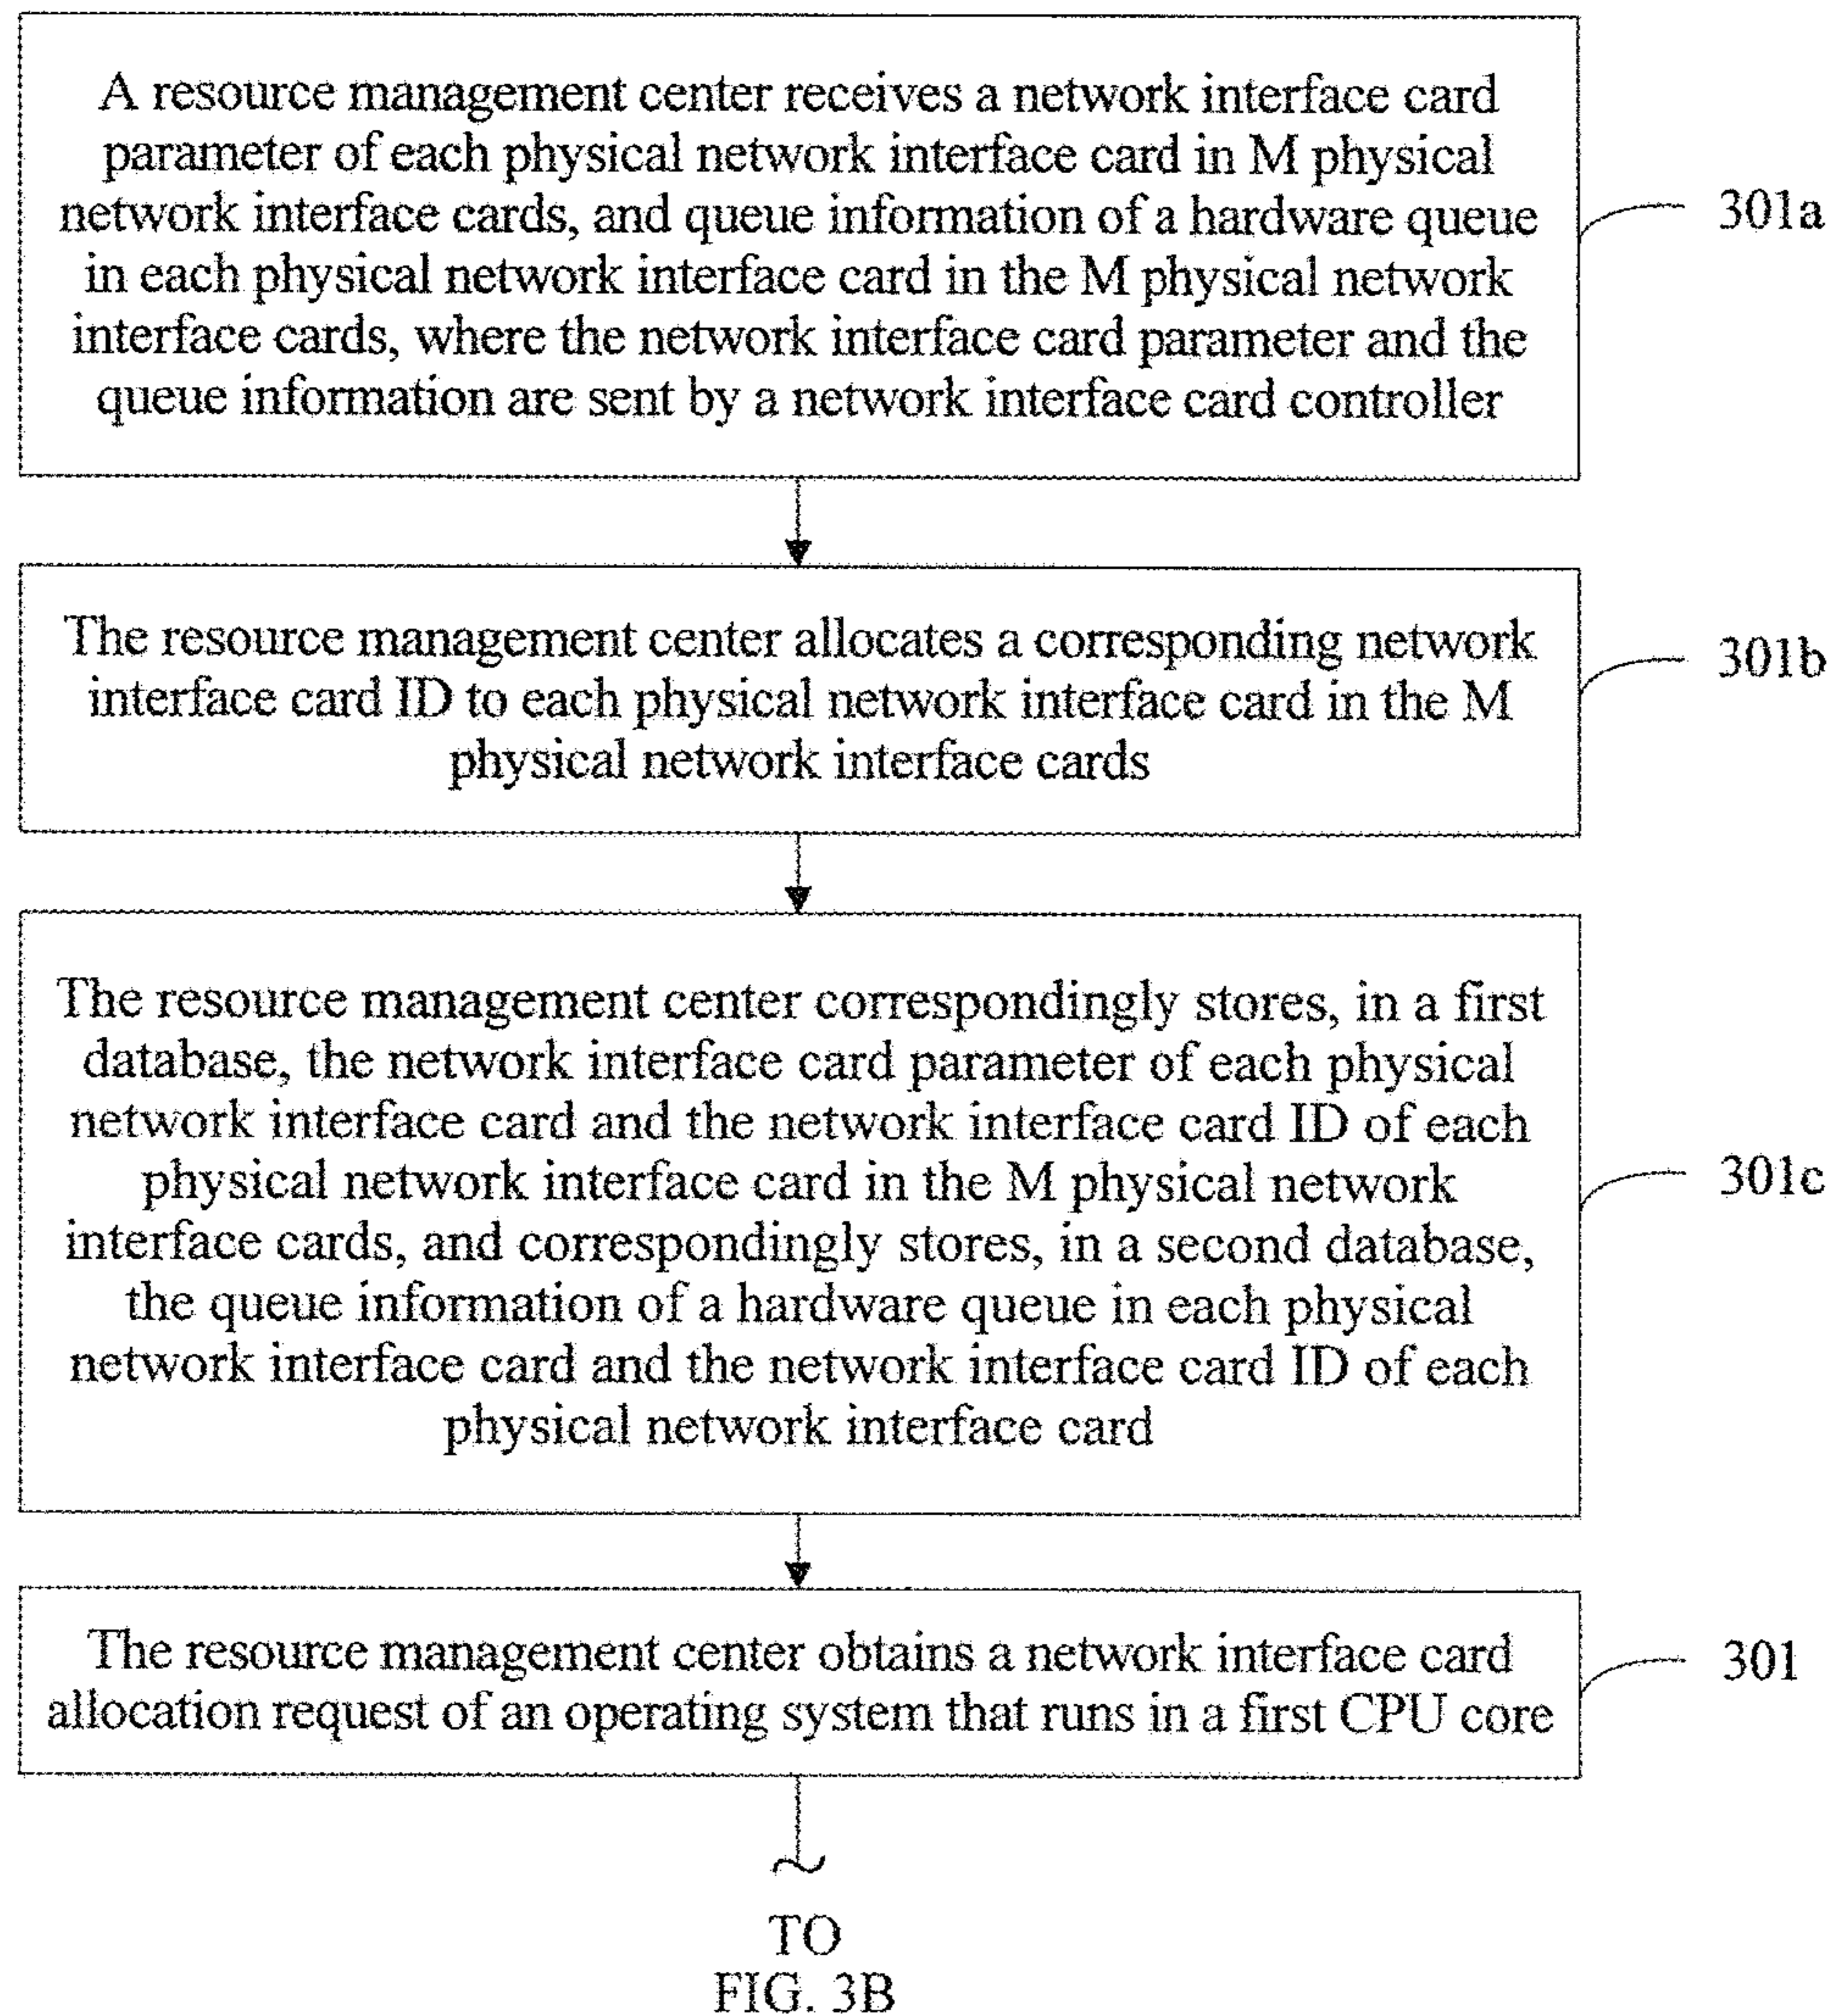 A resource management center receives a network interface card
parameter of each physical network interface card in M physical
network interface cards, and queue information of a hardware queue
in each physical network interface card in the M physical network
interface cards, where the network interface card parameter and the
queue information are sent by a network interface card controller
301a
The resource management center allocates a corresponding network
interface card ID to each physical network interface card in the M
physical network interface cards
301b
The resource management center correspondingly stores, in a first
database, the network interface card parameter of each physical
network interface card and the network interface card ID of each
physical network interface card in the M physical network
interface cards, and correspondingly stores, in a second database,
the queue information of a hardware queue in each physical
network interface card and the network interface card ID of each
physical network interface card
301c
The resource management center obtains a network interface card
allocation request of an operating system that runs in a first CPU core
301
TO
FIG. 3B